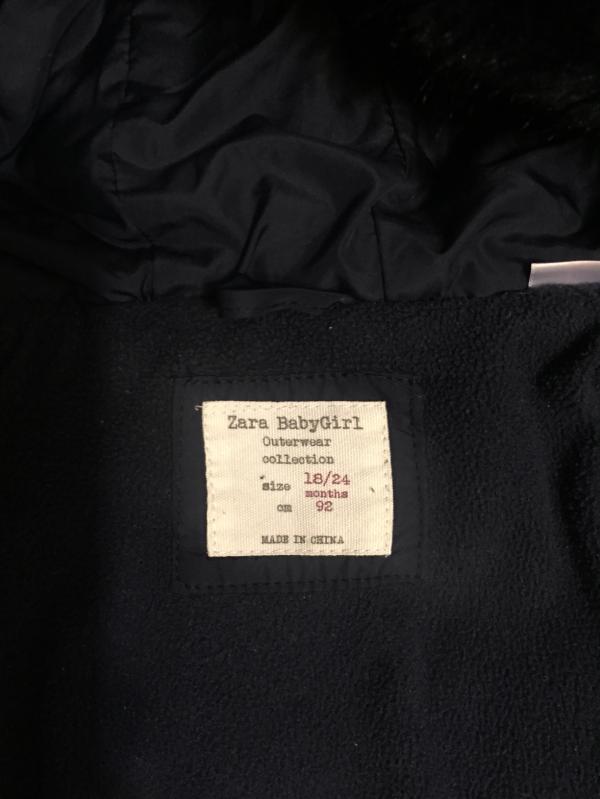 Zara BabyGirl
Outerwear
collection
size 18/24
months
cm 92
MADE IN CHINA